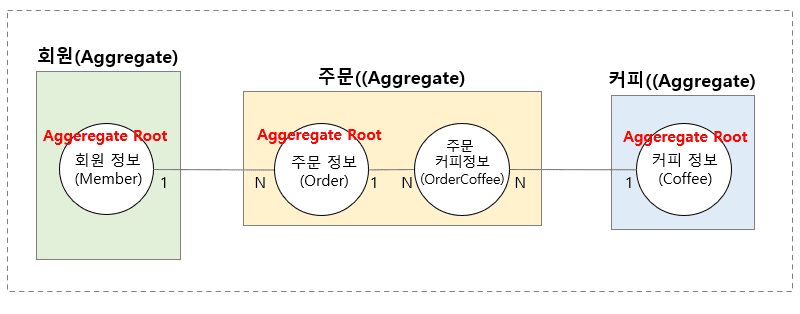 회원(Aggregate)
Aggeregate Root
회원 정보
(Member)
1
주문((Aggregate)
N
Aggeregate Root
주문 정보
(Order)
1
N
주문
커피정보
(OrderCoffee)
N
커피((Aggregate)
1
Aggeregate Root
커피 정보
(Coffee)